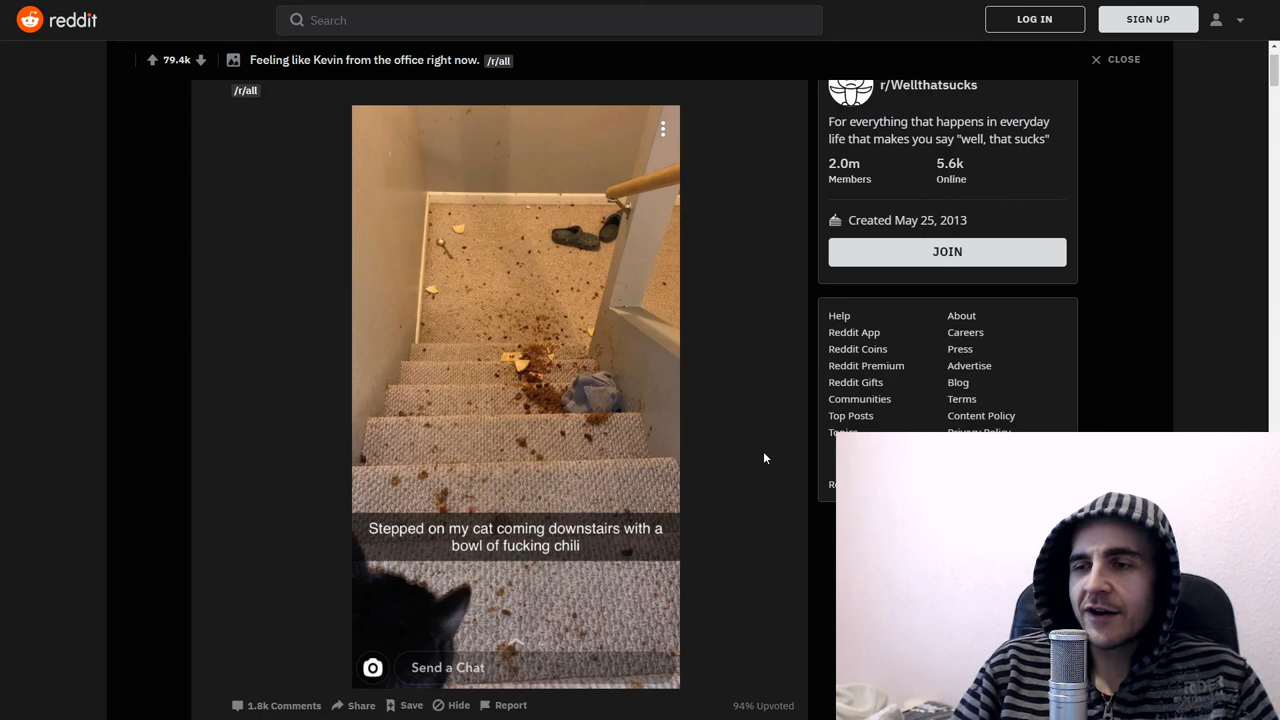 reddit
Search
LOG IN
SIGN UP
79.4k
Feeling like Kevin from the office right now.
/r/all
CLOSE
/r/all
r/Wellthatsucks
For everything that happens in everyday
life that makes you say "well, that sucks"
2.0m
5.6k
Members
Online
Created May 25, 2013
JOIN
Help
About
Reddit App
Careers
Reddit Coins
Press
Reddit Premium
Advertise
Reddit Gifts
Blog
Communities
Terms
Top Posts
Content Policy
Stepped on my cat coming downstairs with a
bowl of fucking chili
Send a Chat
1.8k Comments
Share
Save
Hide
Report
94% Upvoted